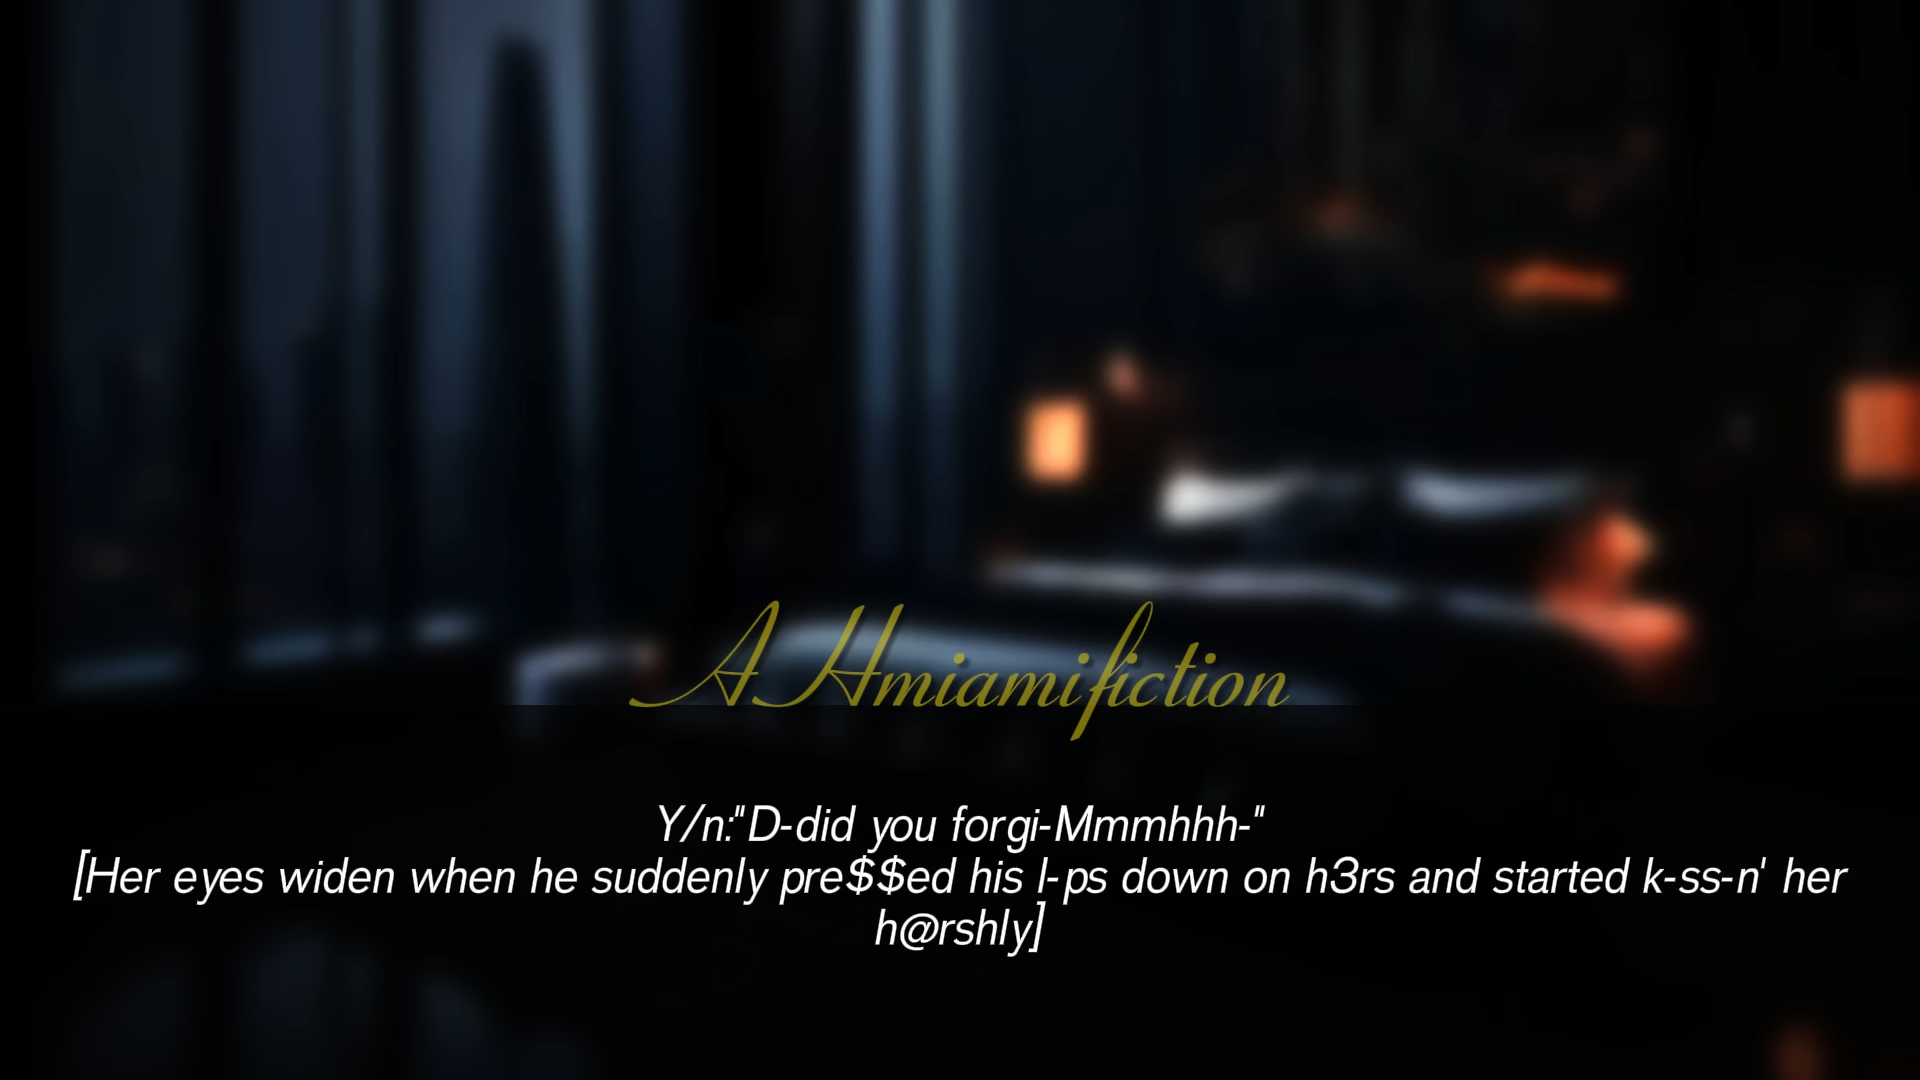 AHmiamifiction
Y/n:"D-did you forgi-Mmmhhh-"
[Her eyes widen when he suddenly pre$$ed his l-ps down on h3rs and started k-ss-n' her
h@rshly]